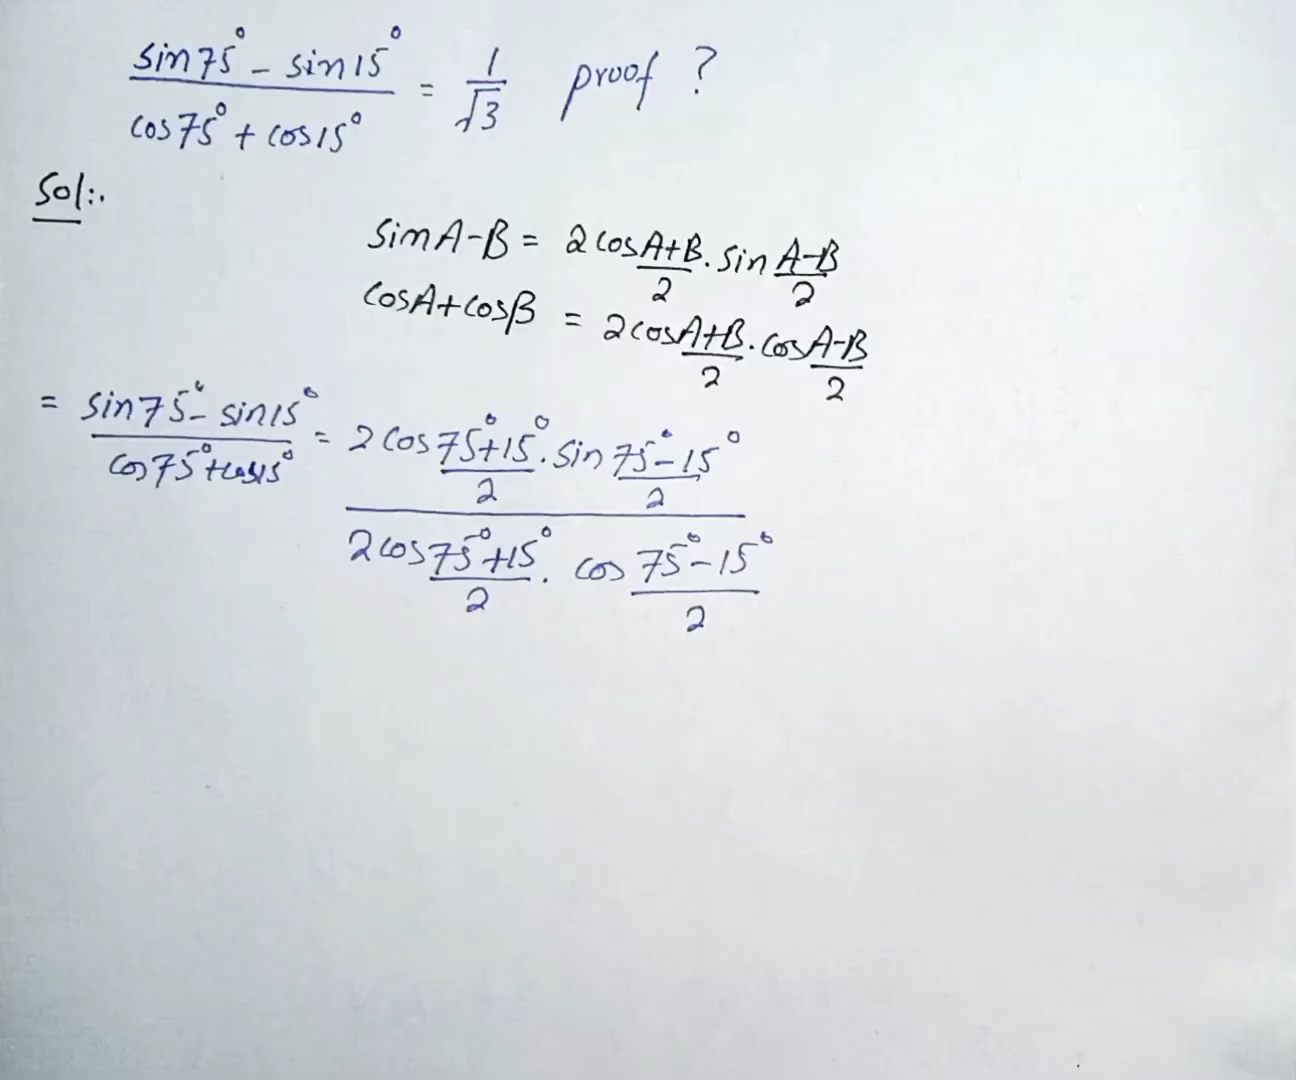 sin75° - sin15° / cos75° + cos15° = 1/√3 proof ?
Sol:.
SinA-B = 2cos A+B/2 . sin A-B/2
cosA+cosB = 2cos A+B/2 . cos A-B/2
= sin75° - sin15° / cos75° + cos15° = 2cos 75°+15°/2 . sin 75°-15°/2 / 2cos 75°+15°/2 . cos 75°-15°/2